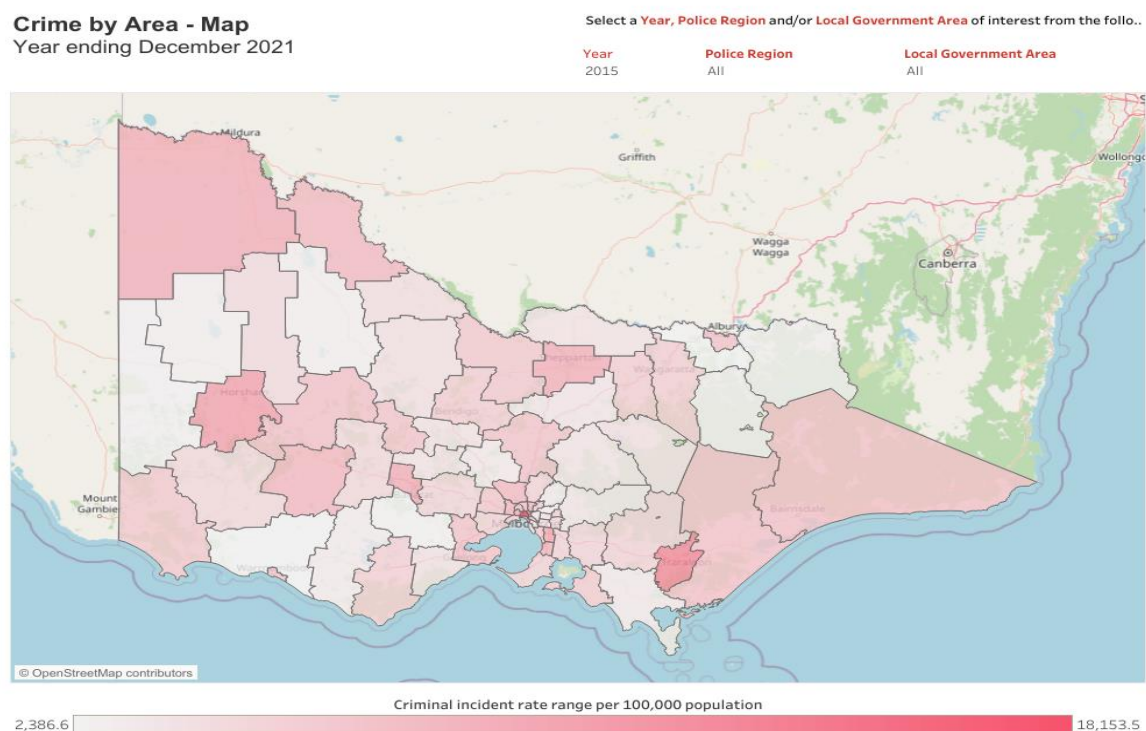 Crime by Area - Map
Year ending December 2021
Select a Year, Police Region and/or Local Government Area of interest from the follo..
Year Police Region Local Government Area
2015 All All
Mildura
Griffith
Wollong
Wagga
Wagga
Canberra
Albury
Shepparton
Wangaratta
Horsham
Bendigo
Mount
Gambie
Bairnsdale
Traralgon
Geelong
Warrnambool
© OpenStreetMap contributors
Criminal incident rate range per 100,000 population
2,386.6 18,153.5